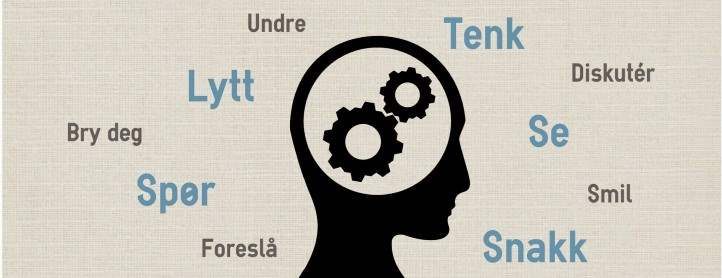 Undre
Tenk
Lytt
Diskutér
Bry deg
Se
Spør
Smil
Foreslå
Snakk